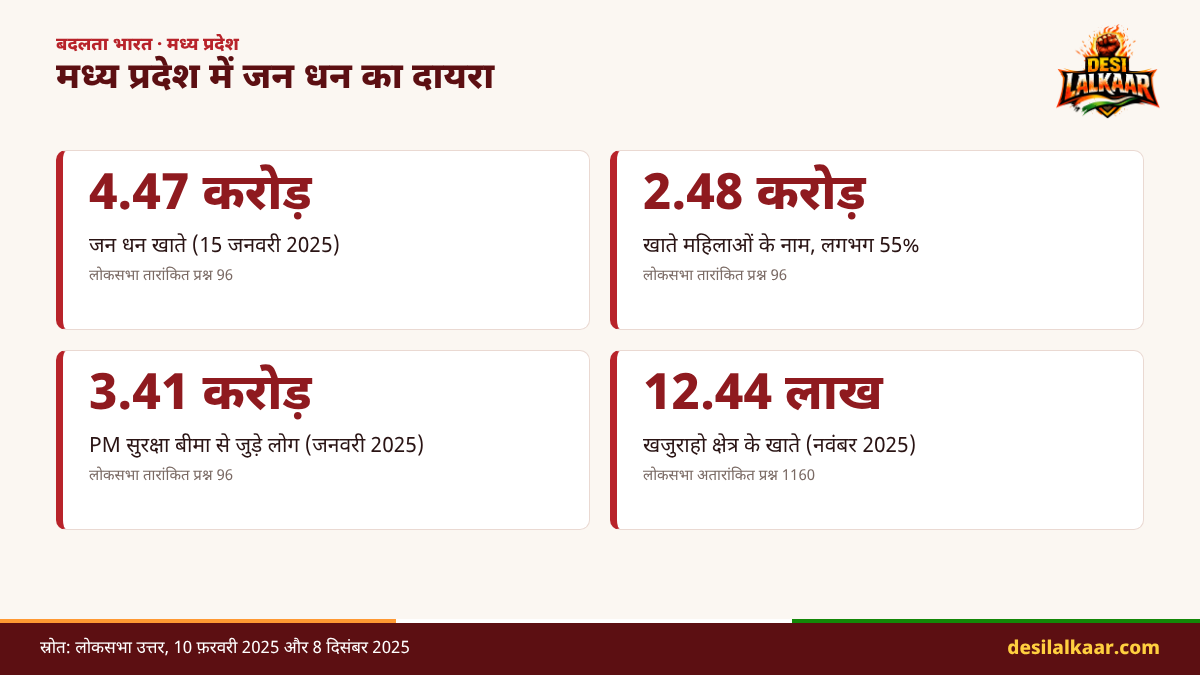 बदलता भारत · मध्य प्रदेश
मध्य प्रदेश में जन धन का दायरा
DESI
LALKAAR
4.47 करोड़
जन धन खाते (15 जनवरी 2025)
लोकसभा तारांकित प्रश्न 96
2.48 करोड़
खाते महिलाओं के नाम, लगभग 55%
लोकसभा तारांकित प्रश्न 96
3.41 करोड़
PM सुरक्षा बीमा से जुड़े लोग (जनवरी 2025)
लोकसभा तारांकित प्रश्न 96
12.44 लाख
खजुराहो क्षेत्र के खाते (नवंबर 2025)
लोकसभा अतारांकित प्रश्न 1160
स्रोत: लोकसभा उत्तर, 10 फ़रवरी 2025 और 8 दिसंबर 2025
desilalkaar.com